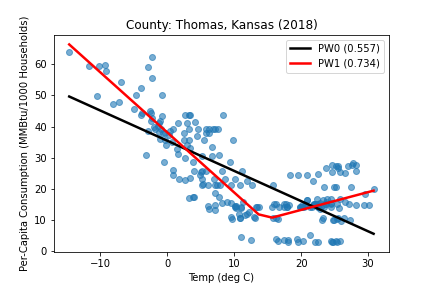 County: Thomas, Kansas (2018)
PW0 (0.557)
PW1 (0.734)
Per-Capita Consumption (MMBtu/1000 Households)
60
50
40
30
20
10
0
−10 0 10 20 30
Temp (deg C)